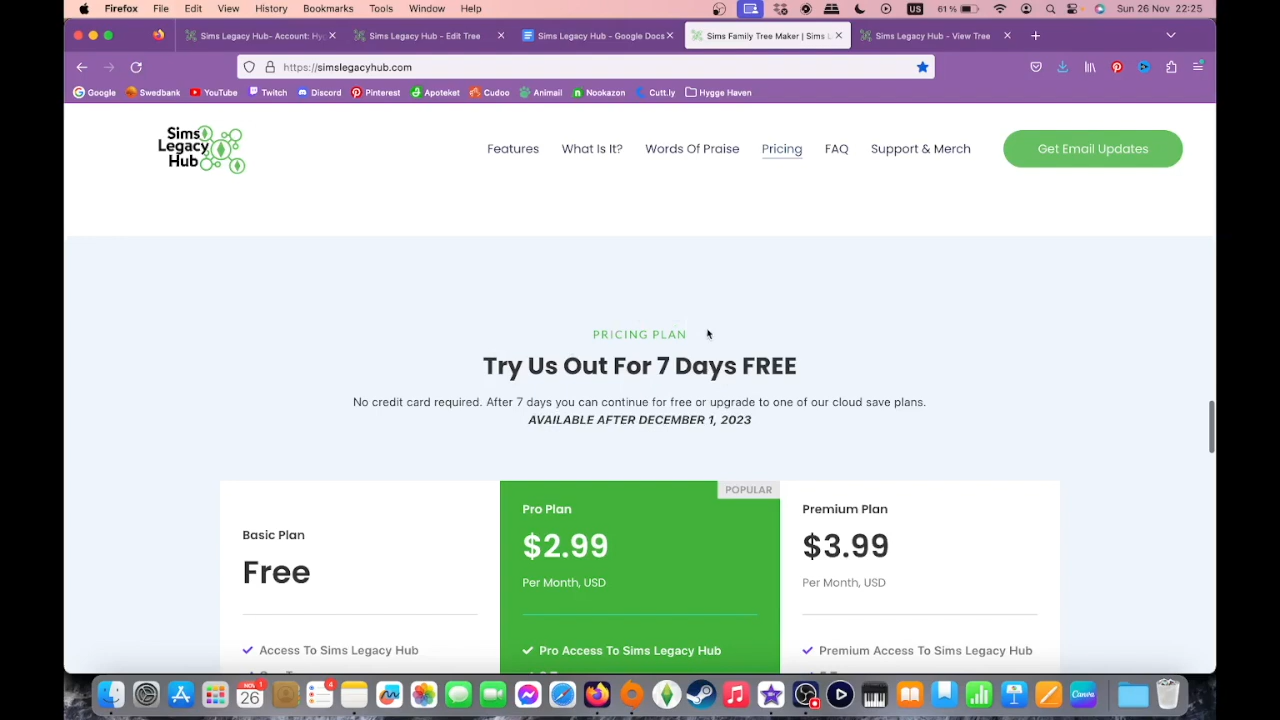 Firefox File Edit View History Bookmarks Tools Window Help
US 61% Sun 26 Nov 22:25
Sims Legacy Hub- Account: Hy
Sims Legacy Hub - Edit Tree
Sims Legacy Hub - Google Docs
Sims Family Tree Maker | Sims L
Sims Legacy Hub - View Tree
https://simslegacyhub.com
Google Swedbank YouTube Twitch Discord Pinterest Apoteket Cudoo Animail Nookazon Cutt.ly Hygge Haven
Sims
Legacy
Hub
Features What Is It? Words Of Praise Pricing FAQ Support & Merch Get Email Updates
PRICING PLAN
Try Us Out For 7 Days FREE
No credit card required. After 7 days you can continue for free or upgrade to one of our cloud save plans.
AVAILABLE AFTER DECEMBER 1, 2023
Basic Plan
Free
Access To Sims Legacy Hub
POPULAR
Pro Plan
$2.99
Per Month, USD
Pro Access To Sims Legacy Hub
Premium Plan
$3.99
Per Month, USD
Premium Access To Sims Legacy Hub
NOV
26
1
4
Canva